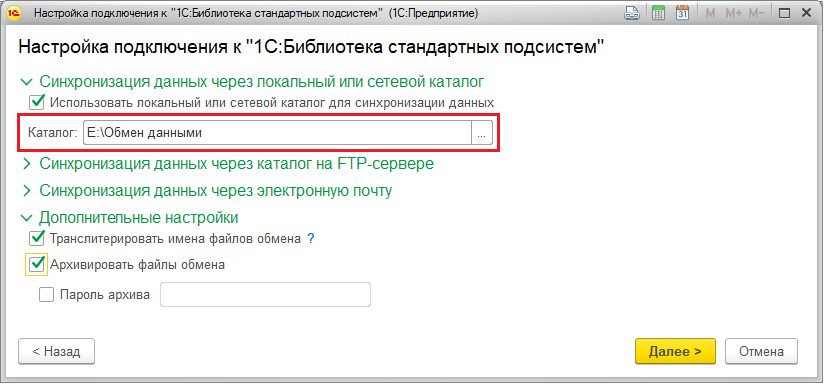 Настройка подключения к "1С:Библиотека стандартных подсистем" (1С:Предприятие)
31 M M+ M-
Настройка подключения к "1С:Библиотека стандартных подсистем"
Синхронизация данных через локальный или сетевой каталог
Использовать локальный или сетевой каталог для синхронизации данных
Каталог: E:\Обмен данными ...
Синхронизация данных через каталог на FTP-сервере
Синхронизация данных через электронную почту
Дополнительные настройки
Транслитерировать имена файлов обмена ?
Архивировать файлы обмена
Пароль архива
< Назад Далее > Отмена